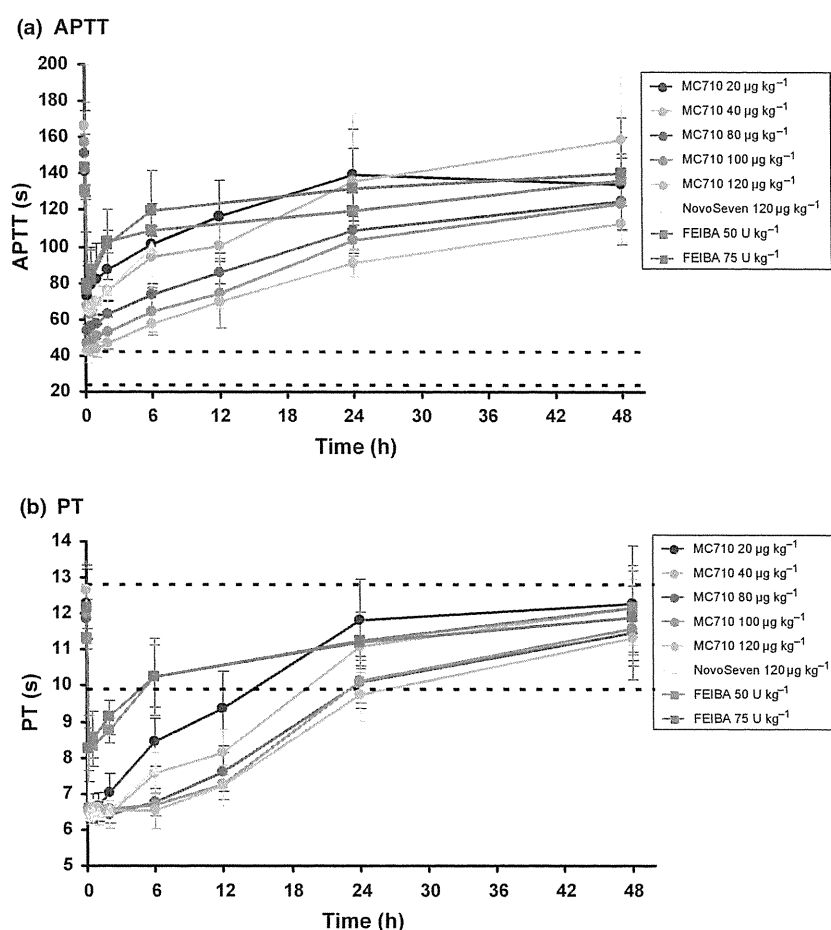 (a) APTT
200
180
160
140
120
100
80
60
40
20
APTT (s)
0 6 12 18 24 30 36 42 48
Time (h)
MC710 20 µg kg⁻¹
MC710 40 µg kg⁻¹
MC710 80 µg kg⁻¹
MC710 100 µg kg⁻¹
MC710 120 µg kg⁻¹
NovoSeven 120 µg kg⁻¹
FEIBA 50 U kg⁻¹
FEIBA 75 U kg⁻¹
(b) PT
14
13
12
11
10
9
8
7
6
5
PT (s)
0 6 12 18 24 30 36 42 48
Time (h)
MC710 20 µg kg⁻¹
MC710 40 µg kg⁻¹
MC710 80 µg kg⁻¹
MC710 100 µg kg⁻¹
MC710 120 µg kg⁻¹
NovoSeven 120 µg kg⁻¹
FEIBA 50 U kg⁻¹
FEIBA 75 U kg⁻¹